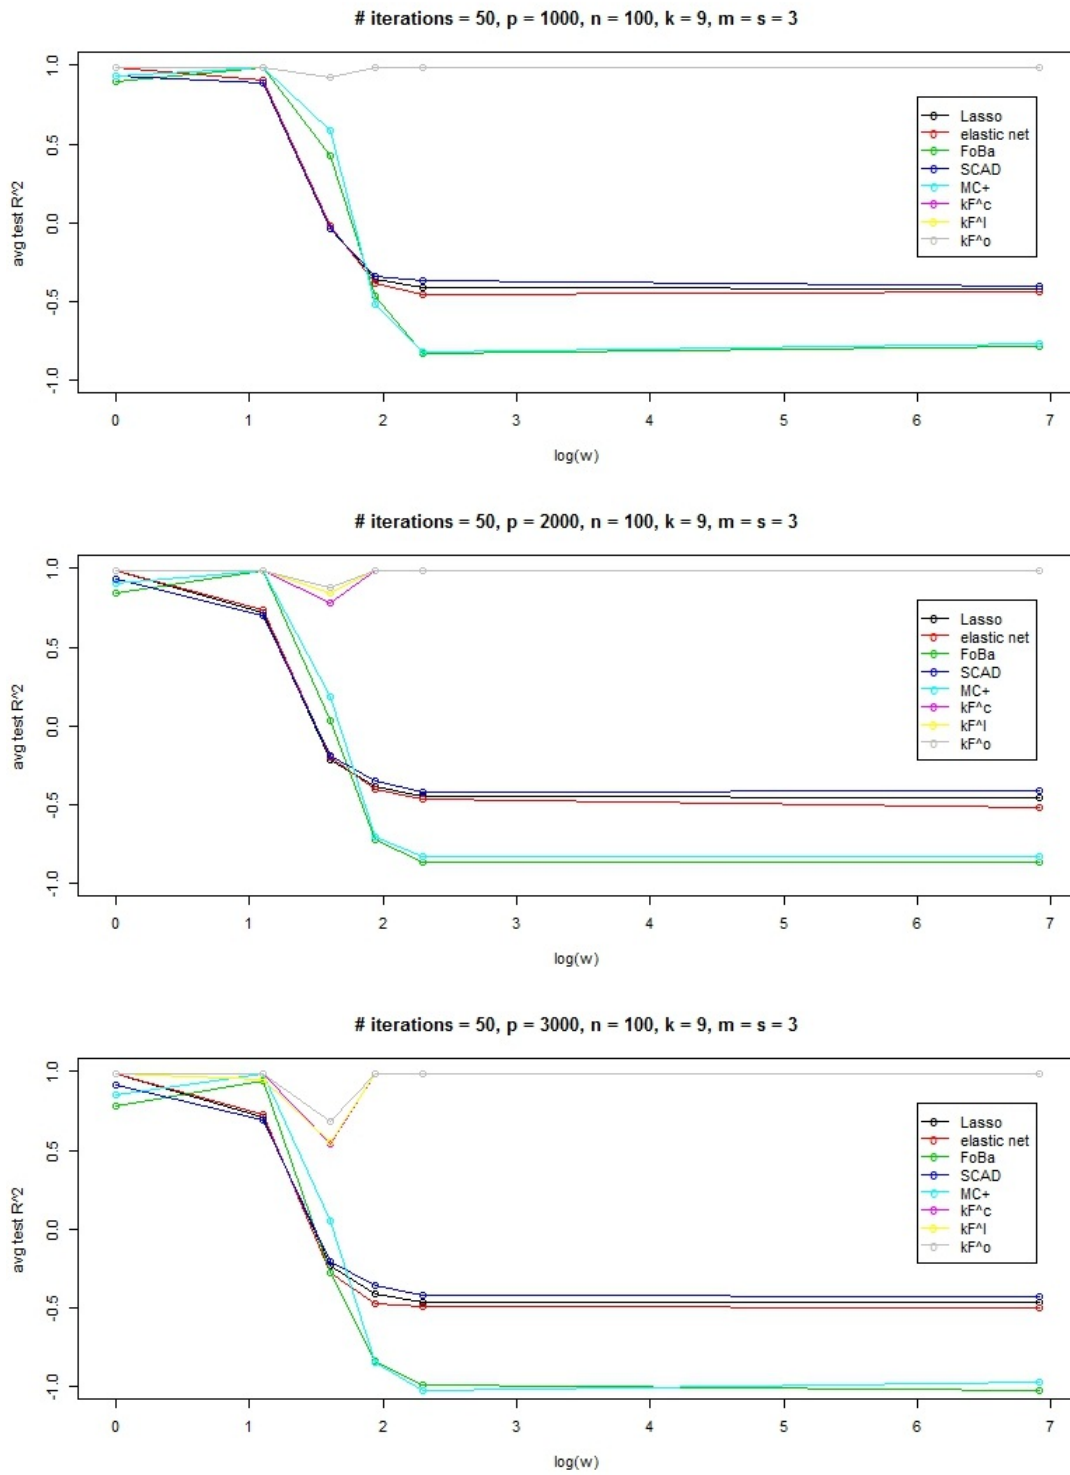 # iterations = 50, p = 1000, n = 100, k = 9, m = s = 3
avg test R^2
1.0
0.5
0.0
-0.5
-1.0
Lasso
elastic net
FoBa
SCAD
MC+
kF^c
kF^l
kF^o
0 1 2 3 4 5 6 7
log(w)
# iterations = 50, p = 2000, n = 100, k = 9, m = s = 3
avg test R^2
1.0
0.5
0.0
-0.5
-1.0
Lasso
elastic net
FoBa
SCAD
MC+
kF^c
kF^l
kF^o
0 1 2 3 4 5 6 7
log(w)
# iterations = 50, p = 3000, n = 100, k = 9, m = s = 3
avg test R^2
1.0
0.5
0.0
-0.5
-1.0
Lasso
elastic net
FoBa
SCAD
MC+
kF^c
kF^l
kF^o
0 1 2 3 4 5 6 7
log(w)